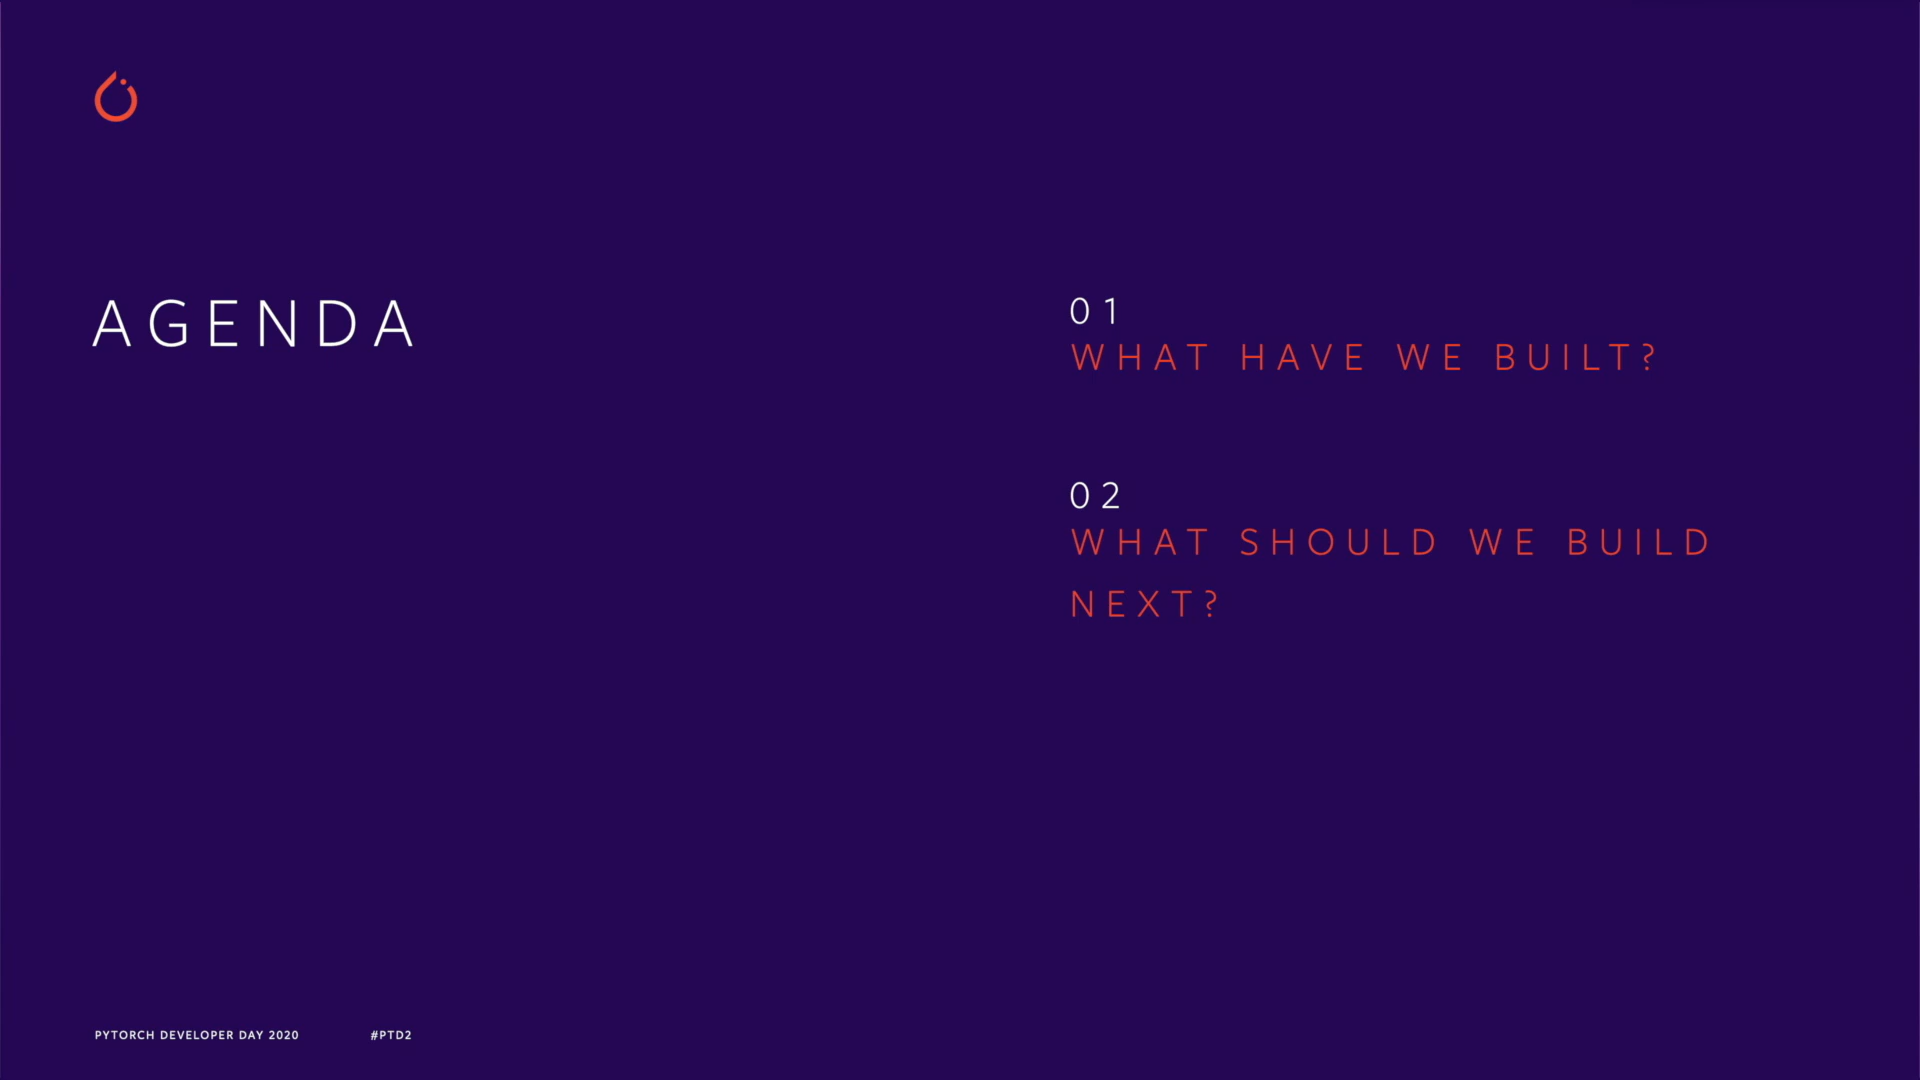 AGENDA
01
WHAT HAVE WE BUILT?
02
WHAT SHOULD WE BUILD
NEXT?
PYTORCH DEVELOPER DAY 2020 #PTD2